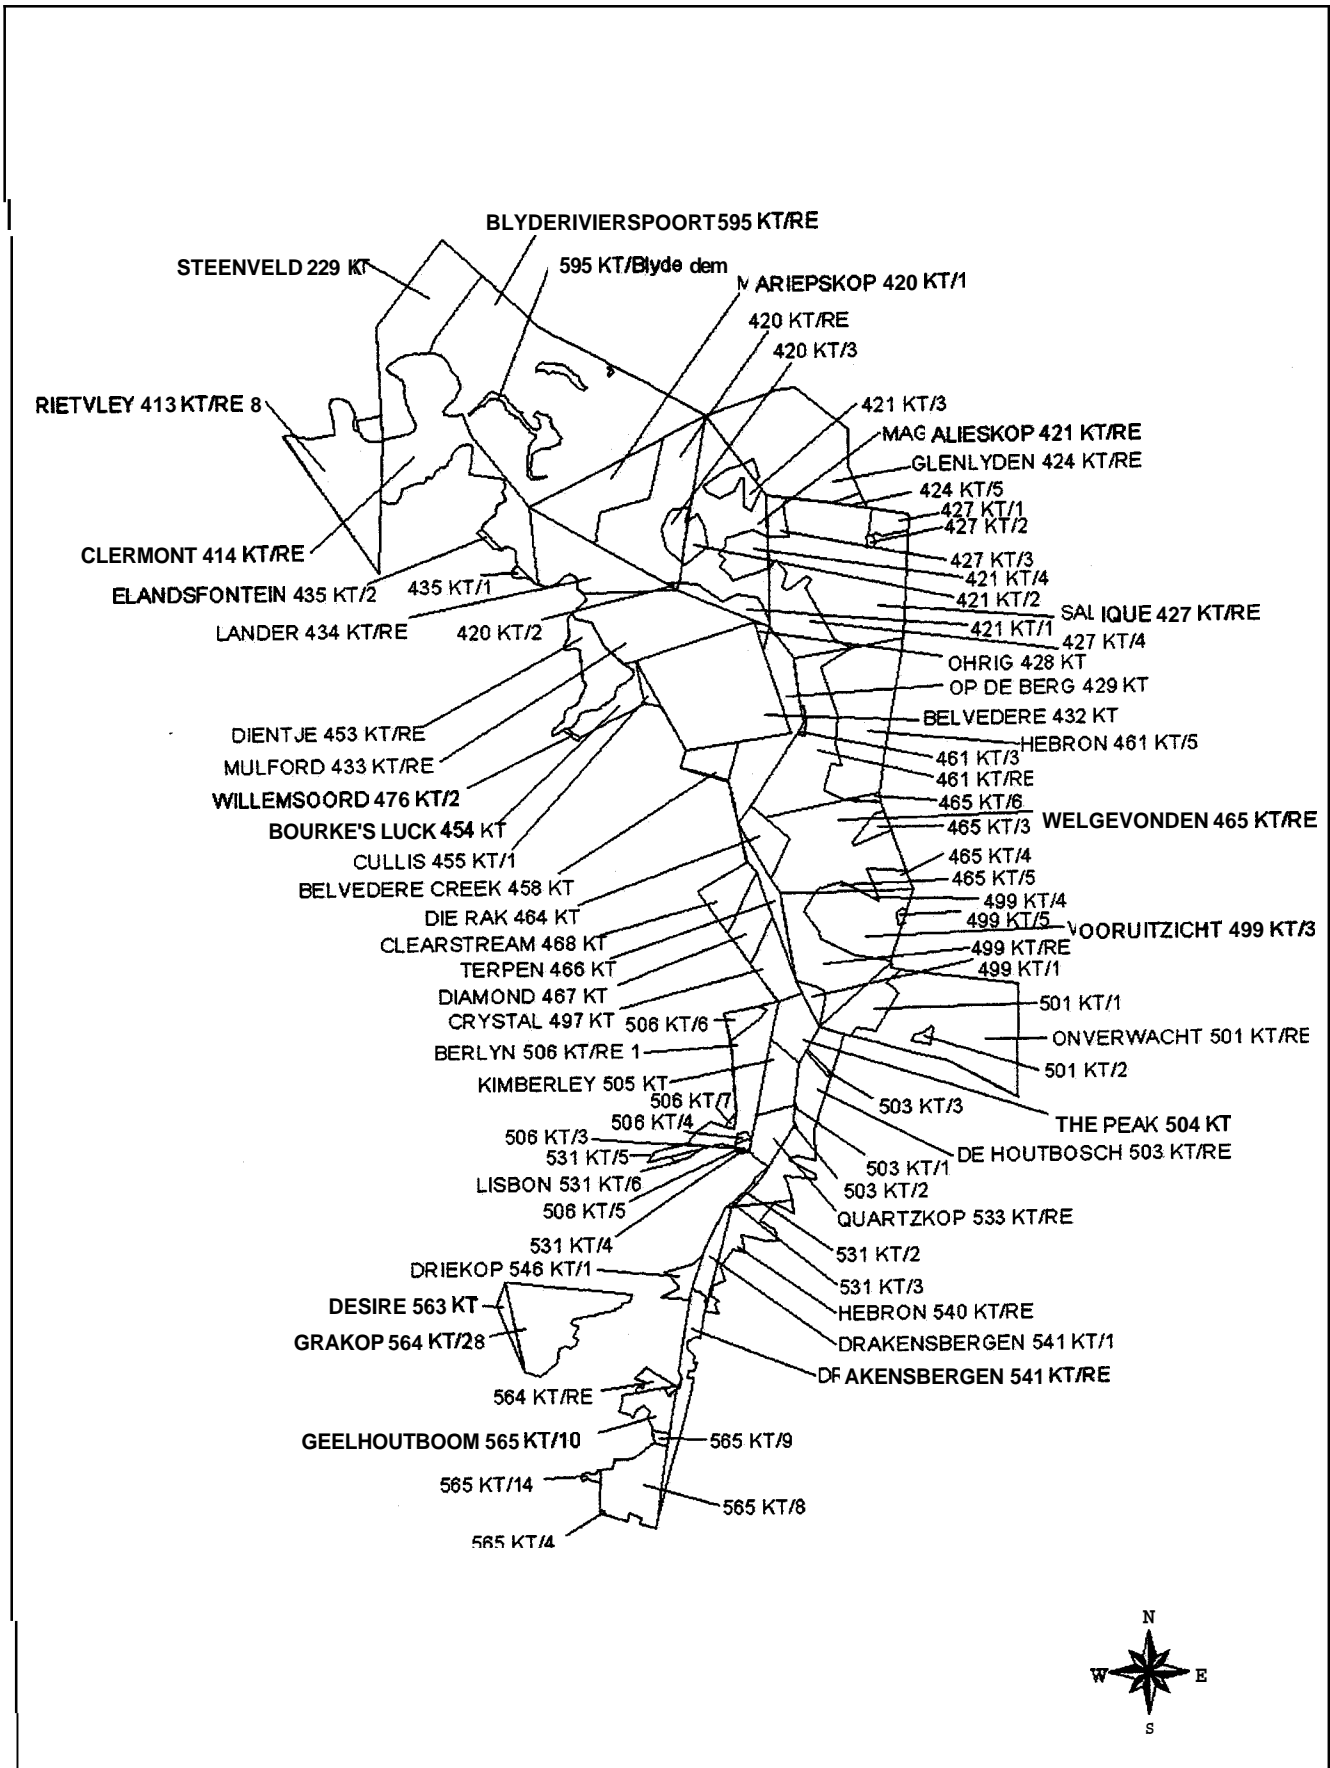 BLYDERIVIERSPOORT 595 KT/RE
STEENVELD 229 KT
595 KT/Blyde dem
MARIEPSKOP 420 KT/1
420 KT/RE
420 KT/3
RIETVLEY 413 KT/RE 8
421 KT/3
MAGALIESKOP 421 KT/RE
GLENLYDEN 424 KT/RE
424 KT/5
427 KT/1
427 KT/2
CLERMONT 414 KT/RE
427 KT/3
421 KT/4
ELANDSFONTEIN 435 KT/2
435 KT/1
421 KT/2
SALIQUE 427 KT/RE
LANDER 434 KT/RE
420 KT/2
421 KT/1
427 KT/4
OHRIG 428 KT
OP DE BERG 429 KT
BELVEDERE 432 KT
DIENTJE 453 KT/RE
HEBRON 461 KT/5
461 KT/3
MULFORD 433 KT/RE
461 KT/RE
WILLEMSOORD 476 KT/2
465 KT/6
WELGEVONDEN 465 KT/RE
465 KT/3
BOURKE'S LUCK 454 KT
CULLIS 455 KT/1
465 KT/4
465 KT/5
BELVEDERE CREEK 458 KT
499 KT/4
DIE RAK 464 KT
499 KT/5
VOORUITZICHT 499 KT/3
CLEARSTREAM 468 KT
499 KT/RE
TERPEN 466 KT
499 KT/1
DIAMOND 467 KT
501 KT/1
CRYSTAL 497 KT
506 KT/6
ONVERWACHT 501 KT/RE
BERLYN 506 KT/RE 1
501 KT/2
KIMBERLEY 505 KT
506 KT/7
503 KT/3
506 KT/4
THE PEAK 504 KT
506 KT/3
531 KT/5
DE HOUTBOSCH 503 KT/RE
503 KT/1
LISBON 531 KT/6
503 KT/2
506 KT/5
QUARTZKOP 533 KT/RE
531 KT/4
531 KT/2
DRIEKOP 546 KT/1
531 KT/3
DESIRE 563 KT
HEBRON 540 KT/RE
GRAKOP 564 KT/28
DRAKENSBERGEN 541 KT/1
DRAKENSBERGEN 541 KT/RE
564 KT/RE
GEELHOUTBOOM 565 KT/10
565 KT/9
565 KT/14
565 KT/8
565 KT/4
N
W
E
S